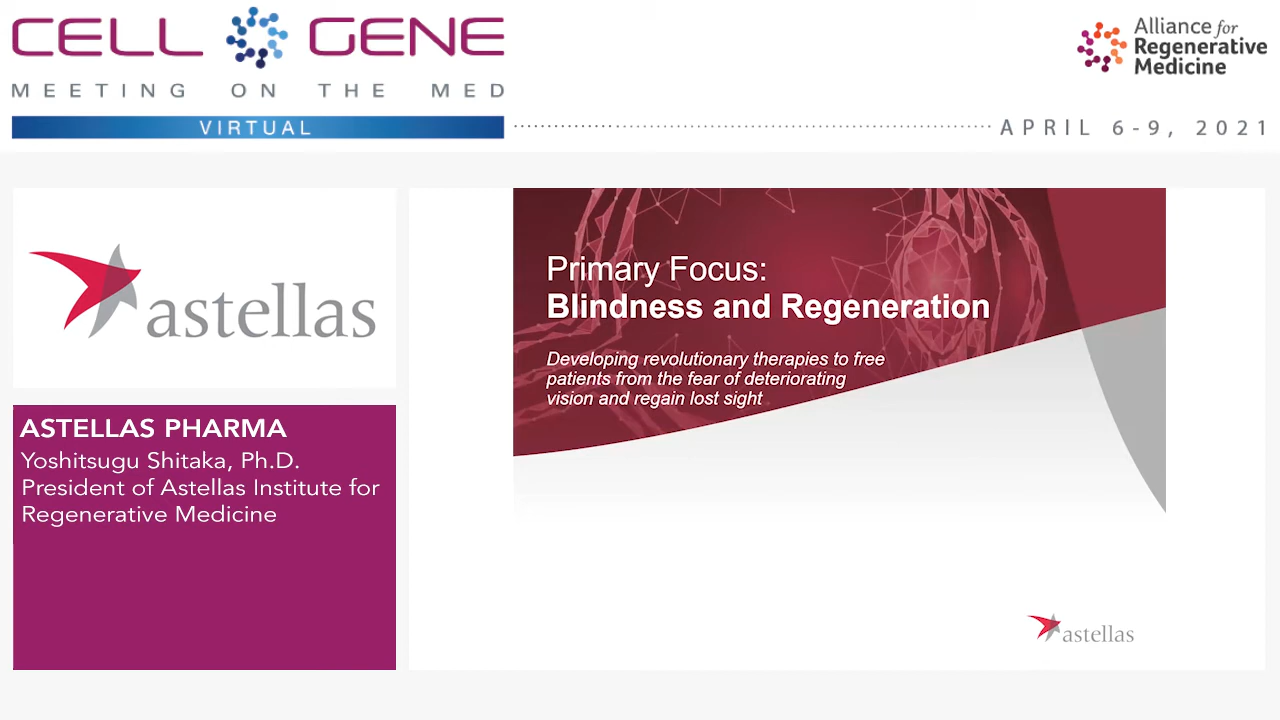 CELL GENE
MEETING ON THE MED
VIRTUAL
Alliance for
Regenerative
Medicine
APRIL 6-9, 2021
astellas
ASTELLAS PHARMA
Yoshitsugu Shitaka, Ph.D.
President of Astellas Institute for
Regenerative Medicine
Primary Focus:
Blindness and Regeneration
Developing revolutionary therapies to free
patients from the fear of deteriorating
vision and regain lost sight
astellas